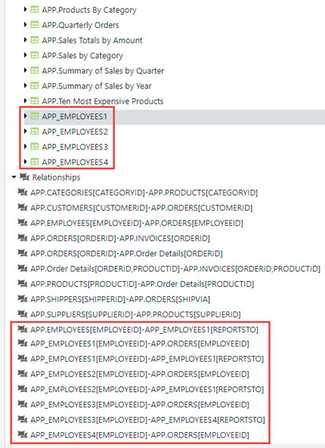 APP.Products By Category
APP.Quarterly Orders
APP.Sales Totals by Amount
APP.Sales by Category
APP.Summary of Sales by Quarter
APP.Summary of Sales by Year
APP.Ten Most Expensive Products
APP_EMPLOYEES1
APP_EMPLOYEES2
APP_EMPLOYEES3
APP_EMPLOYEES4
Relationships
APP.CATEGORIES[CATEGORYID]-APP.PRODUCTS[CATEGORYID]
APP.CUSTOMERS[CUSTOMERID]-APP.ORDERS[CUSTOMERID]
APP.EMPLOYEES[EMPLOYEEID]-APP.ORDERS[EMPLOYEEID]
APP.ORDERS[ORDERID]-APP.INVOICES[ORDERID]
APP.ORDERS[ORDERID]-APP.Order Details[ORDERID]
APP.Order Details[ORDERID,PRODUCTID]-APP.INVOICES[ORDERID,PRODUCTID]
APP.PRODUCTS[PRODUCTID]-APP.Order Details[PRODUCTID]
APP.SHIPPERS[SHIPPERID]-APP.ORDERS[SHIPVIA]
APP.SUPPLIERS[SUPPLIERID]-APP.PRODUCTS[SUPPLIERID]
APP.EMPLOYEES[EMPLOYEEID]-APP_EMPLOYEES1[REPORTSTO]
APP_EMPLOYEES1[EMPLOYEEID]-APP.ORDERS[EMPLOYEEID]
APP_EMPLOYEES2[EMPLOYEEID]-APP_EMPLOYEES1[REPORTSTO]
APP_EMPLOYEES2[EMPLOYEEID]-APP.ORDERS[EMPLOYEEID]
APP_EMPLOYEES3[EMPLOYEEID]-APP.ORDERS[EMPLOYEEID]
APP_EMPLOYEES3[EMPLOYEEID]-APP_EMPLOYEES4[REPORTSTO]
APP_EMPLOYEES4[EMPLOYEEID]-APP.ORDERS[EMPLOYEEID]